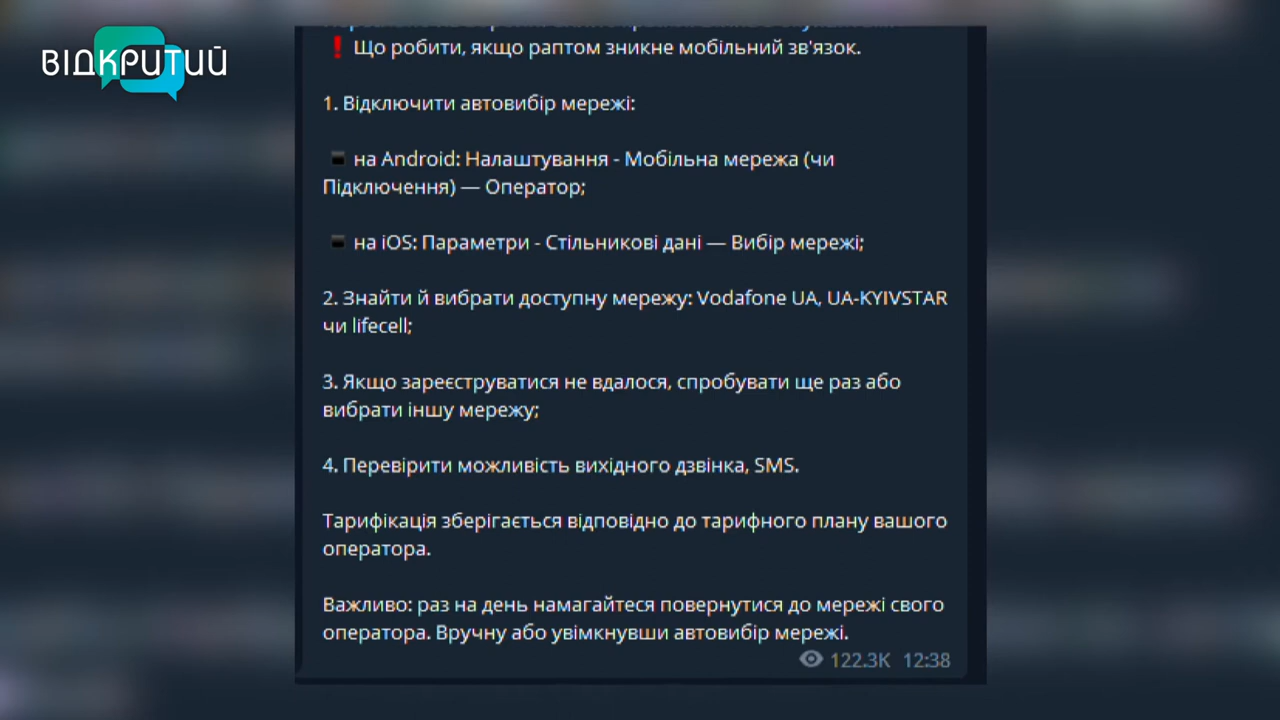 ВІДКРИТИЙ
❗ Що робити, якщо раптом зникне мобільний зв'язок.
1. Відключити автовибір мережі:
▪️ на Android: Налаштування - Мобільна мережа (чи
Підключення) — Оператор;
▪️ на iOS: Параметри - Стільникові дані — Вибір мережі;
2. Знайти й вибрати доступну мережу: Vodafone UA, UA-KYIVSTAR
чи lifecell;
3. Якщо зареєструватися не вдалося, спробувати ще раз або
вибрати іншу мережу;
4. Перевірити можливість вихідного дзвінка, SMS.
Тарифікація зберігається відповідно до тарифного плану вашого
оператора.
Важливо: раз на день намагайтеся повернутися до мережі свого
оператора. Вручну або увімкнувши автовибір мережі.
122.3K 12:38